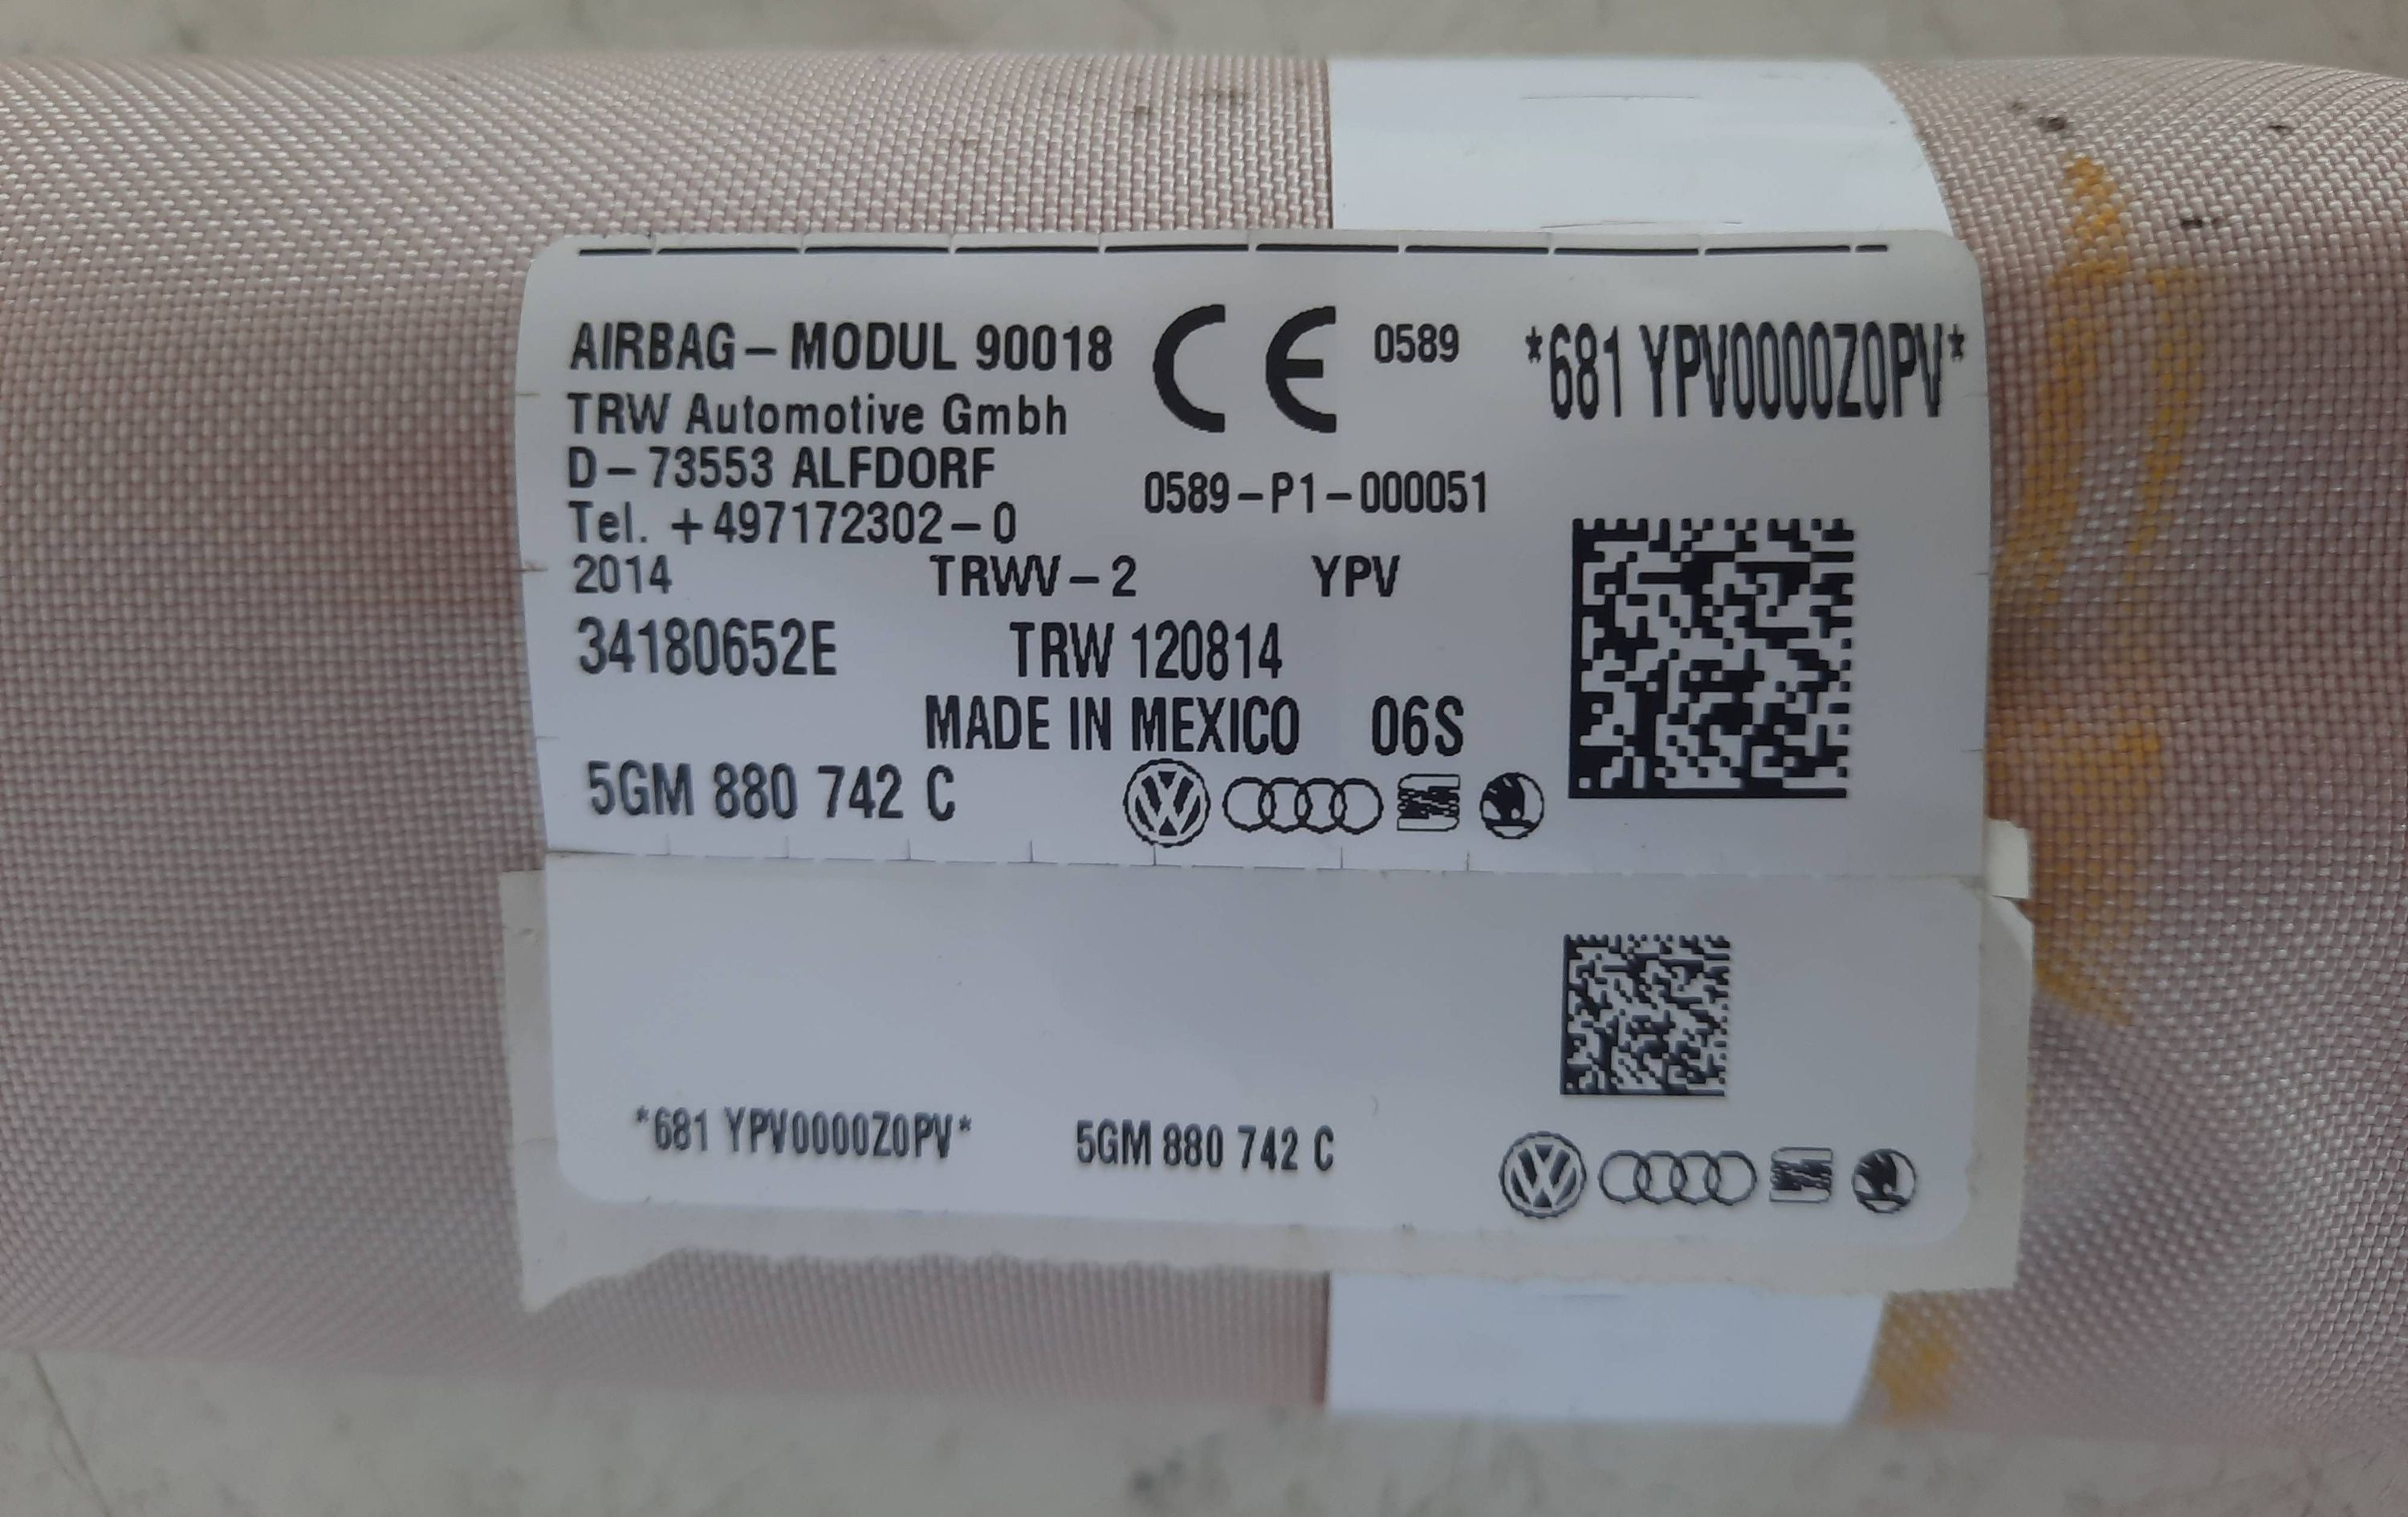 AIRBAG – MODUL 90018
CE 0589
*681 YPV0000Z0PV*
TRW Automotive Gmbh
D – 73553 ALFDORF
0589 – P1 – 000051
Tel. +497172302 – 0
2014 TRWV – 2 YPV
34180652E TRW 120814
MADE IN MEXICO 06S
5GM 880 742 C
*681 YPV0000Z0PV* 5GM 880 742 C